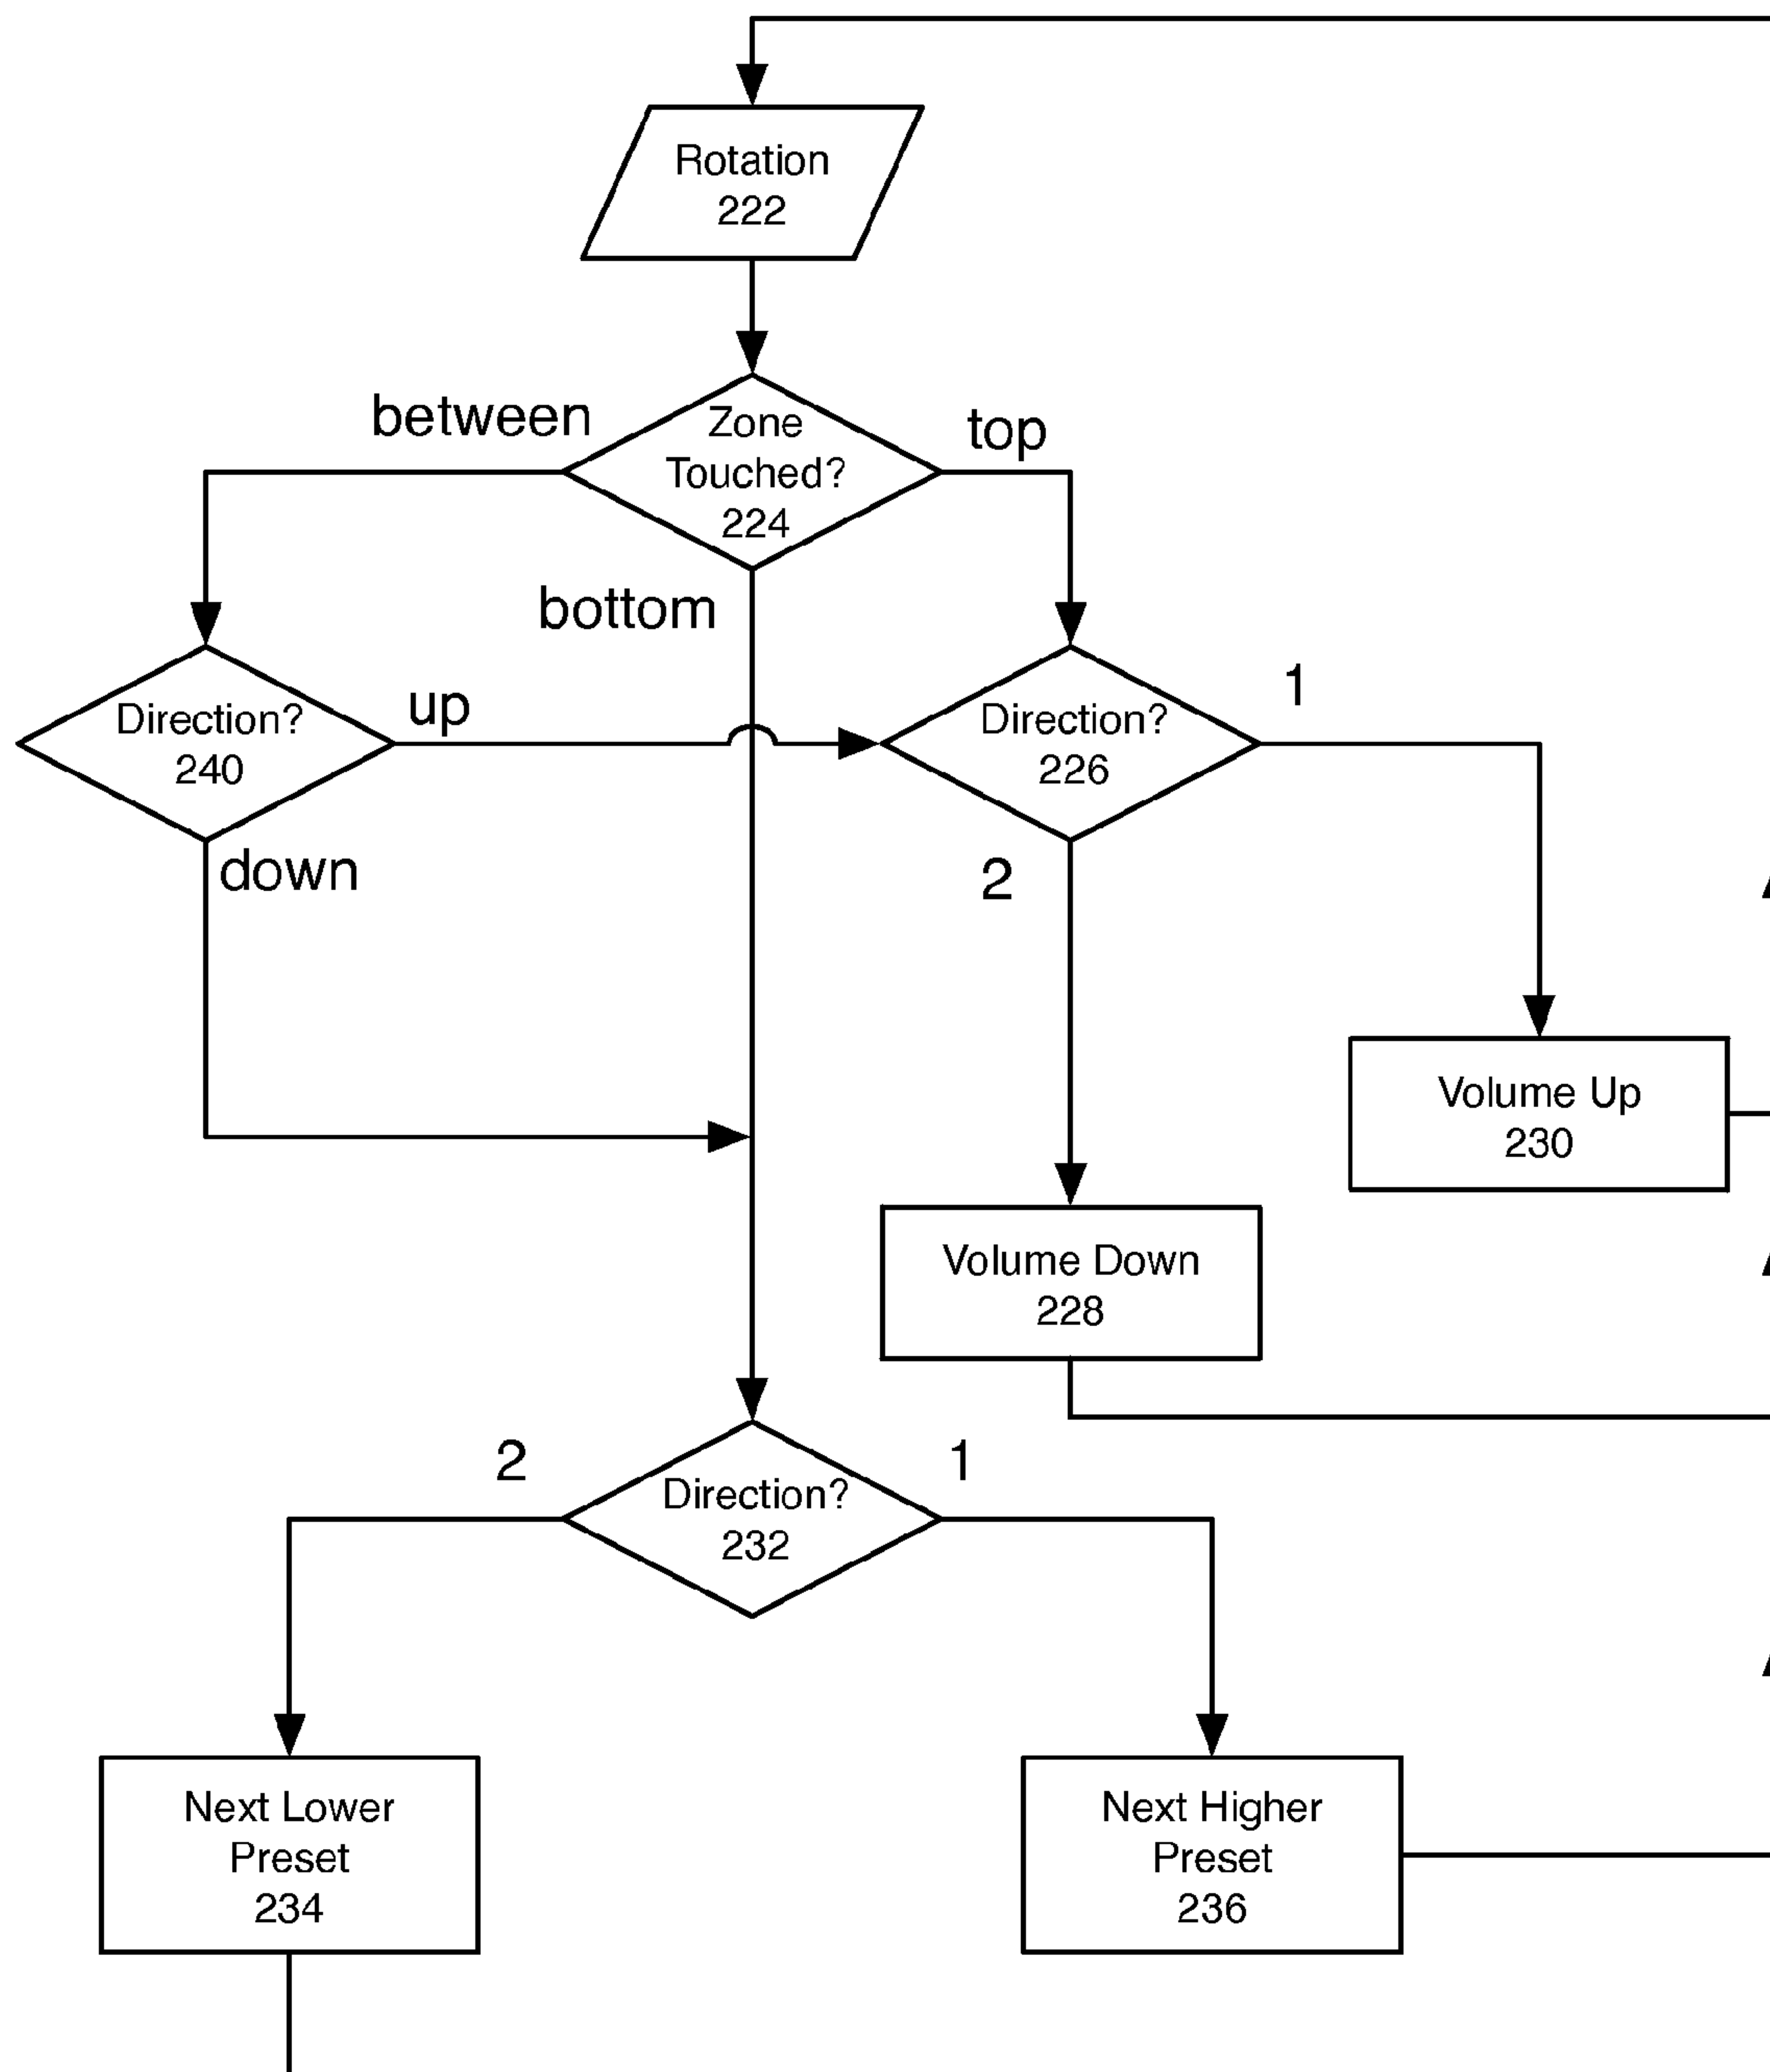 Rotation
222
Zone
Touched?
224
between
top
bottom
Direction?
240
up
down
Direction?
226
1
2
Volume Up
230
Volume Down
228
Direction?
232
2
1
Next Lower
Preset
234
Next Higher
Preset
236